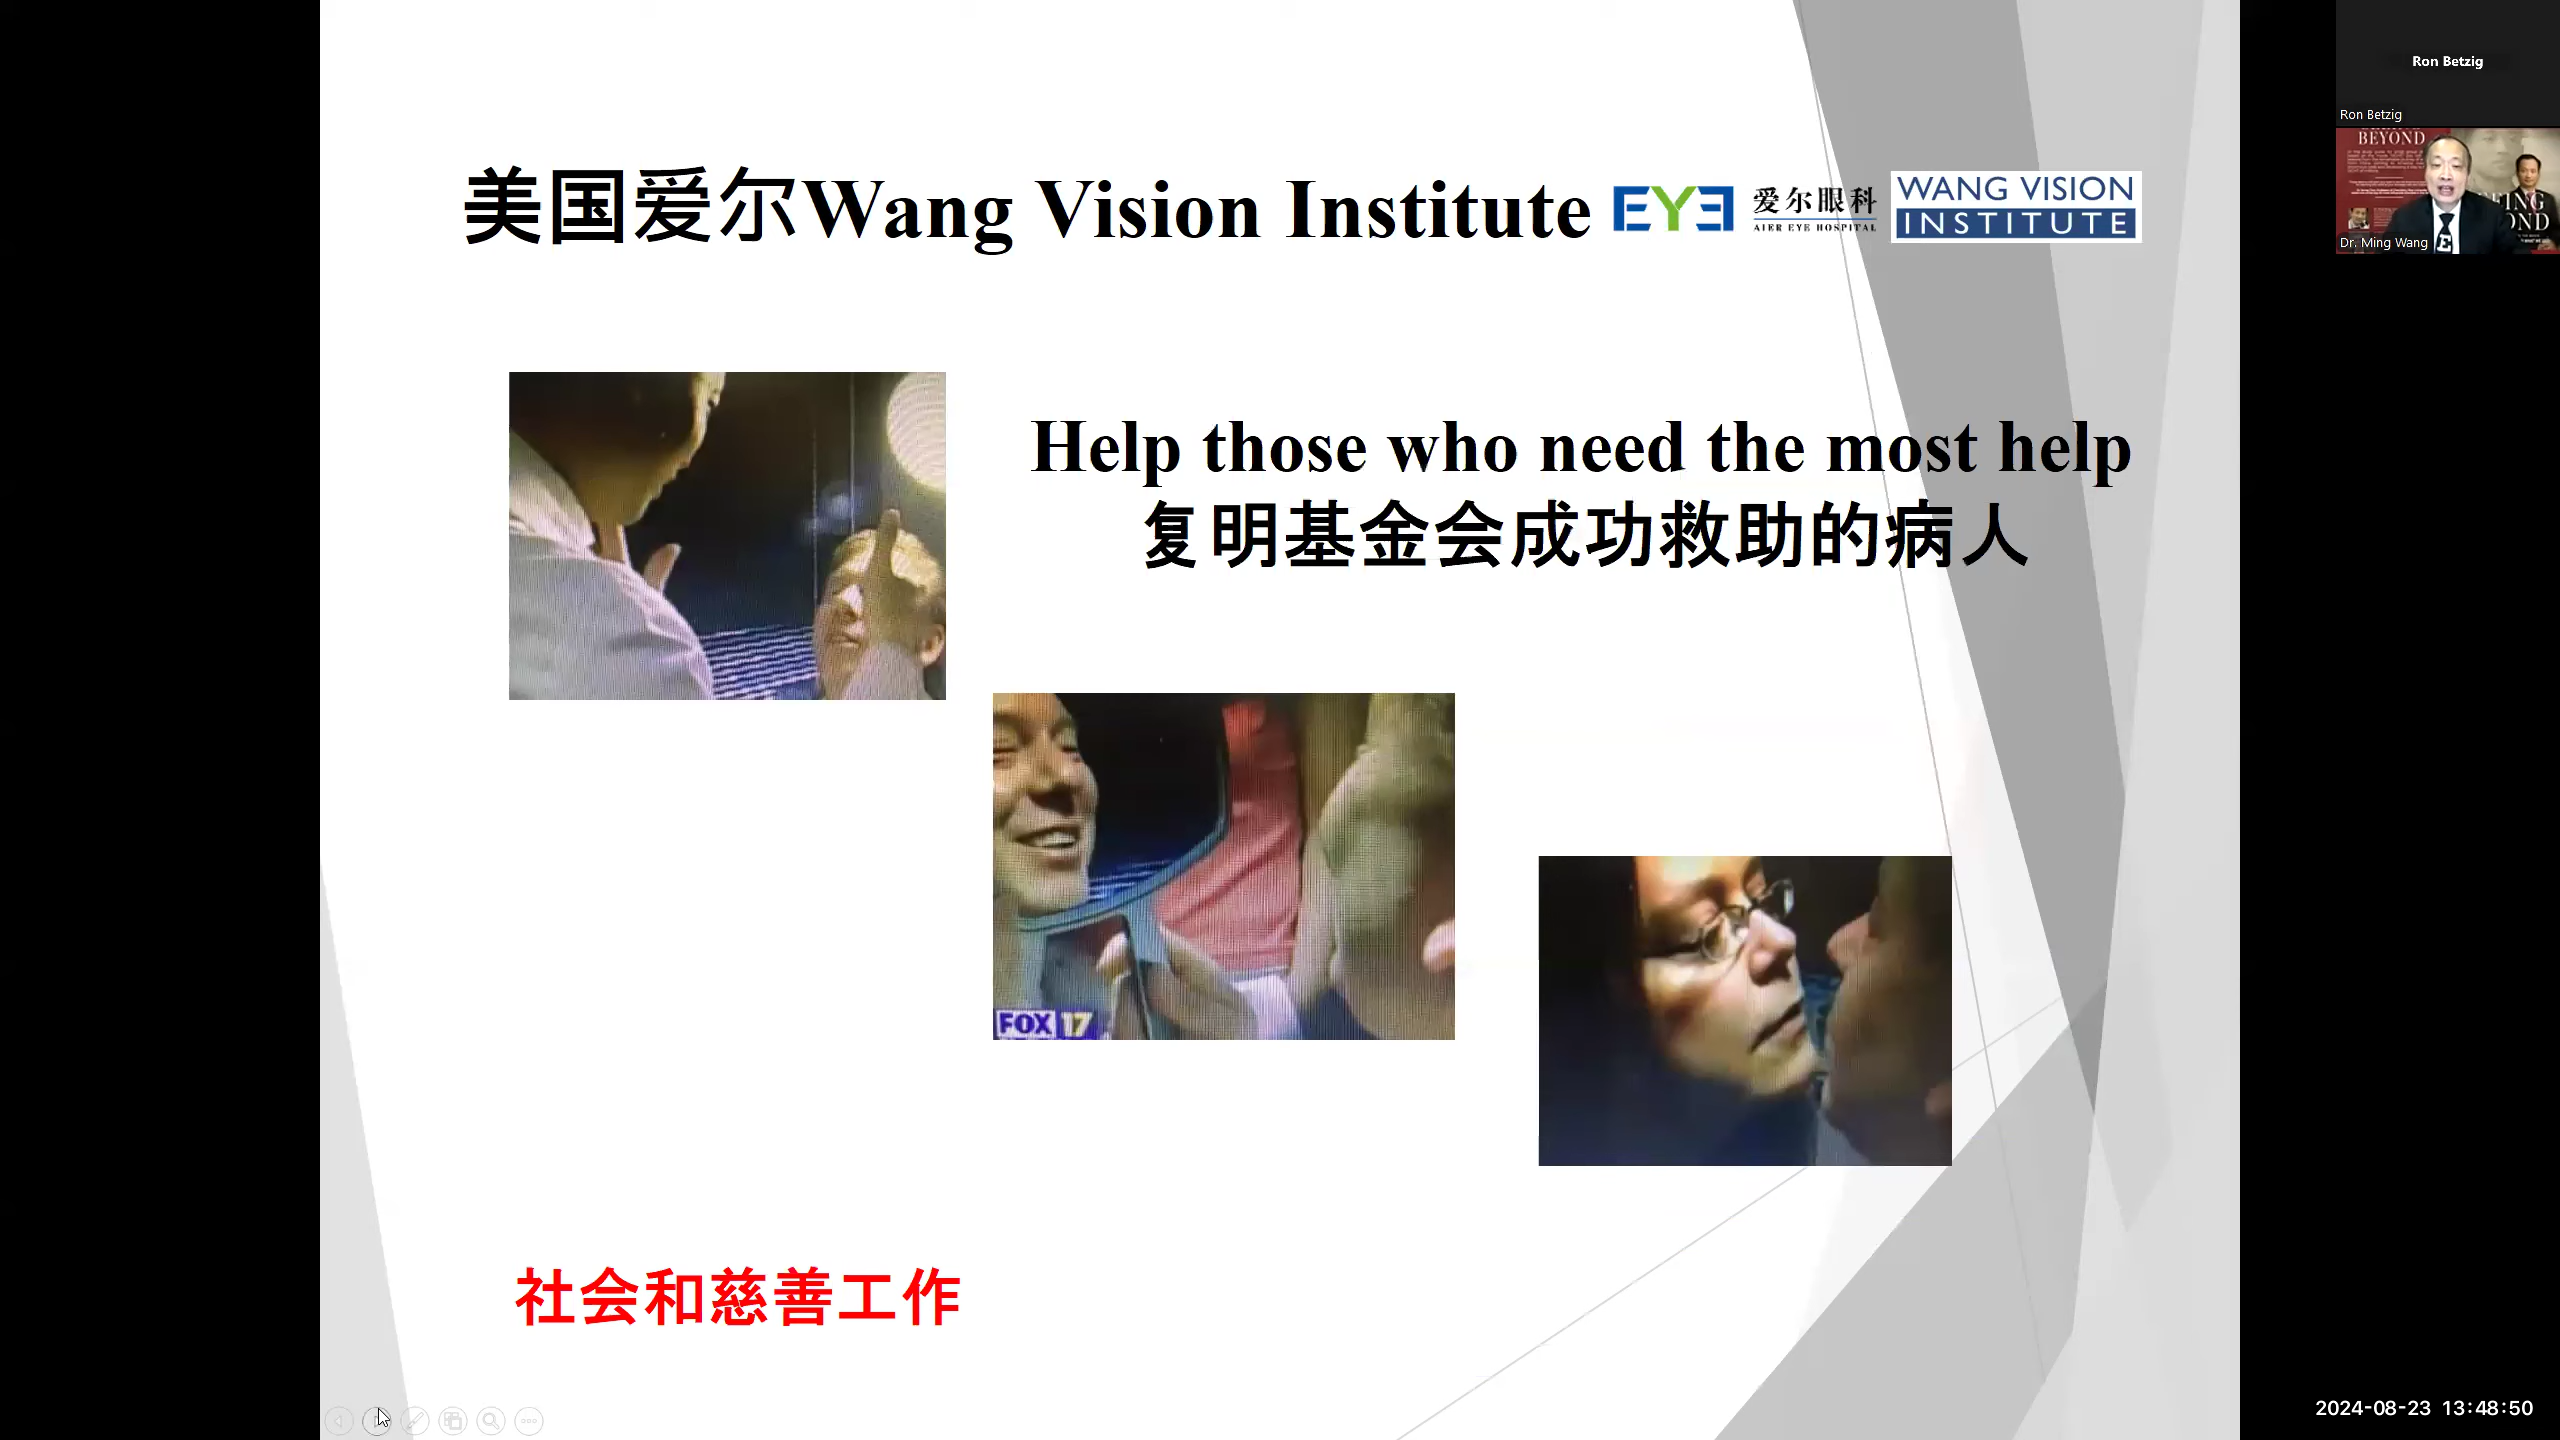 美国爱尔Wang Vision Institute
EYE
爱尔眼科
AIER EYE HOSPITAL
WANG VISION
INSTITUTE
Help those who need the most help
复明基金会成功救助的病人
FOX 17
社会和慈善工作
Ron Betzig
Ron Betzig
BEYOND
Dr. Ming Wang
E
2024-08-23 13:48:50